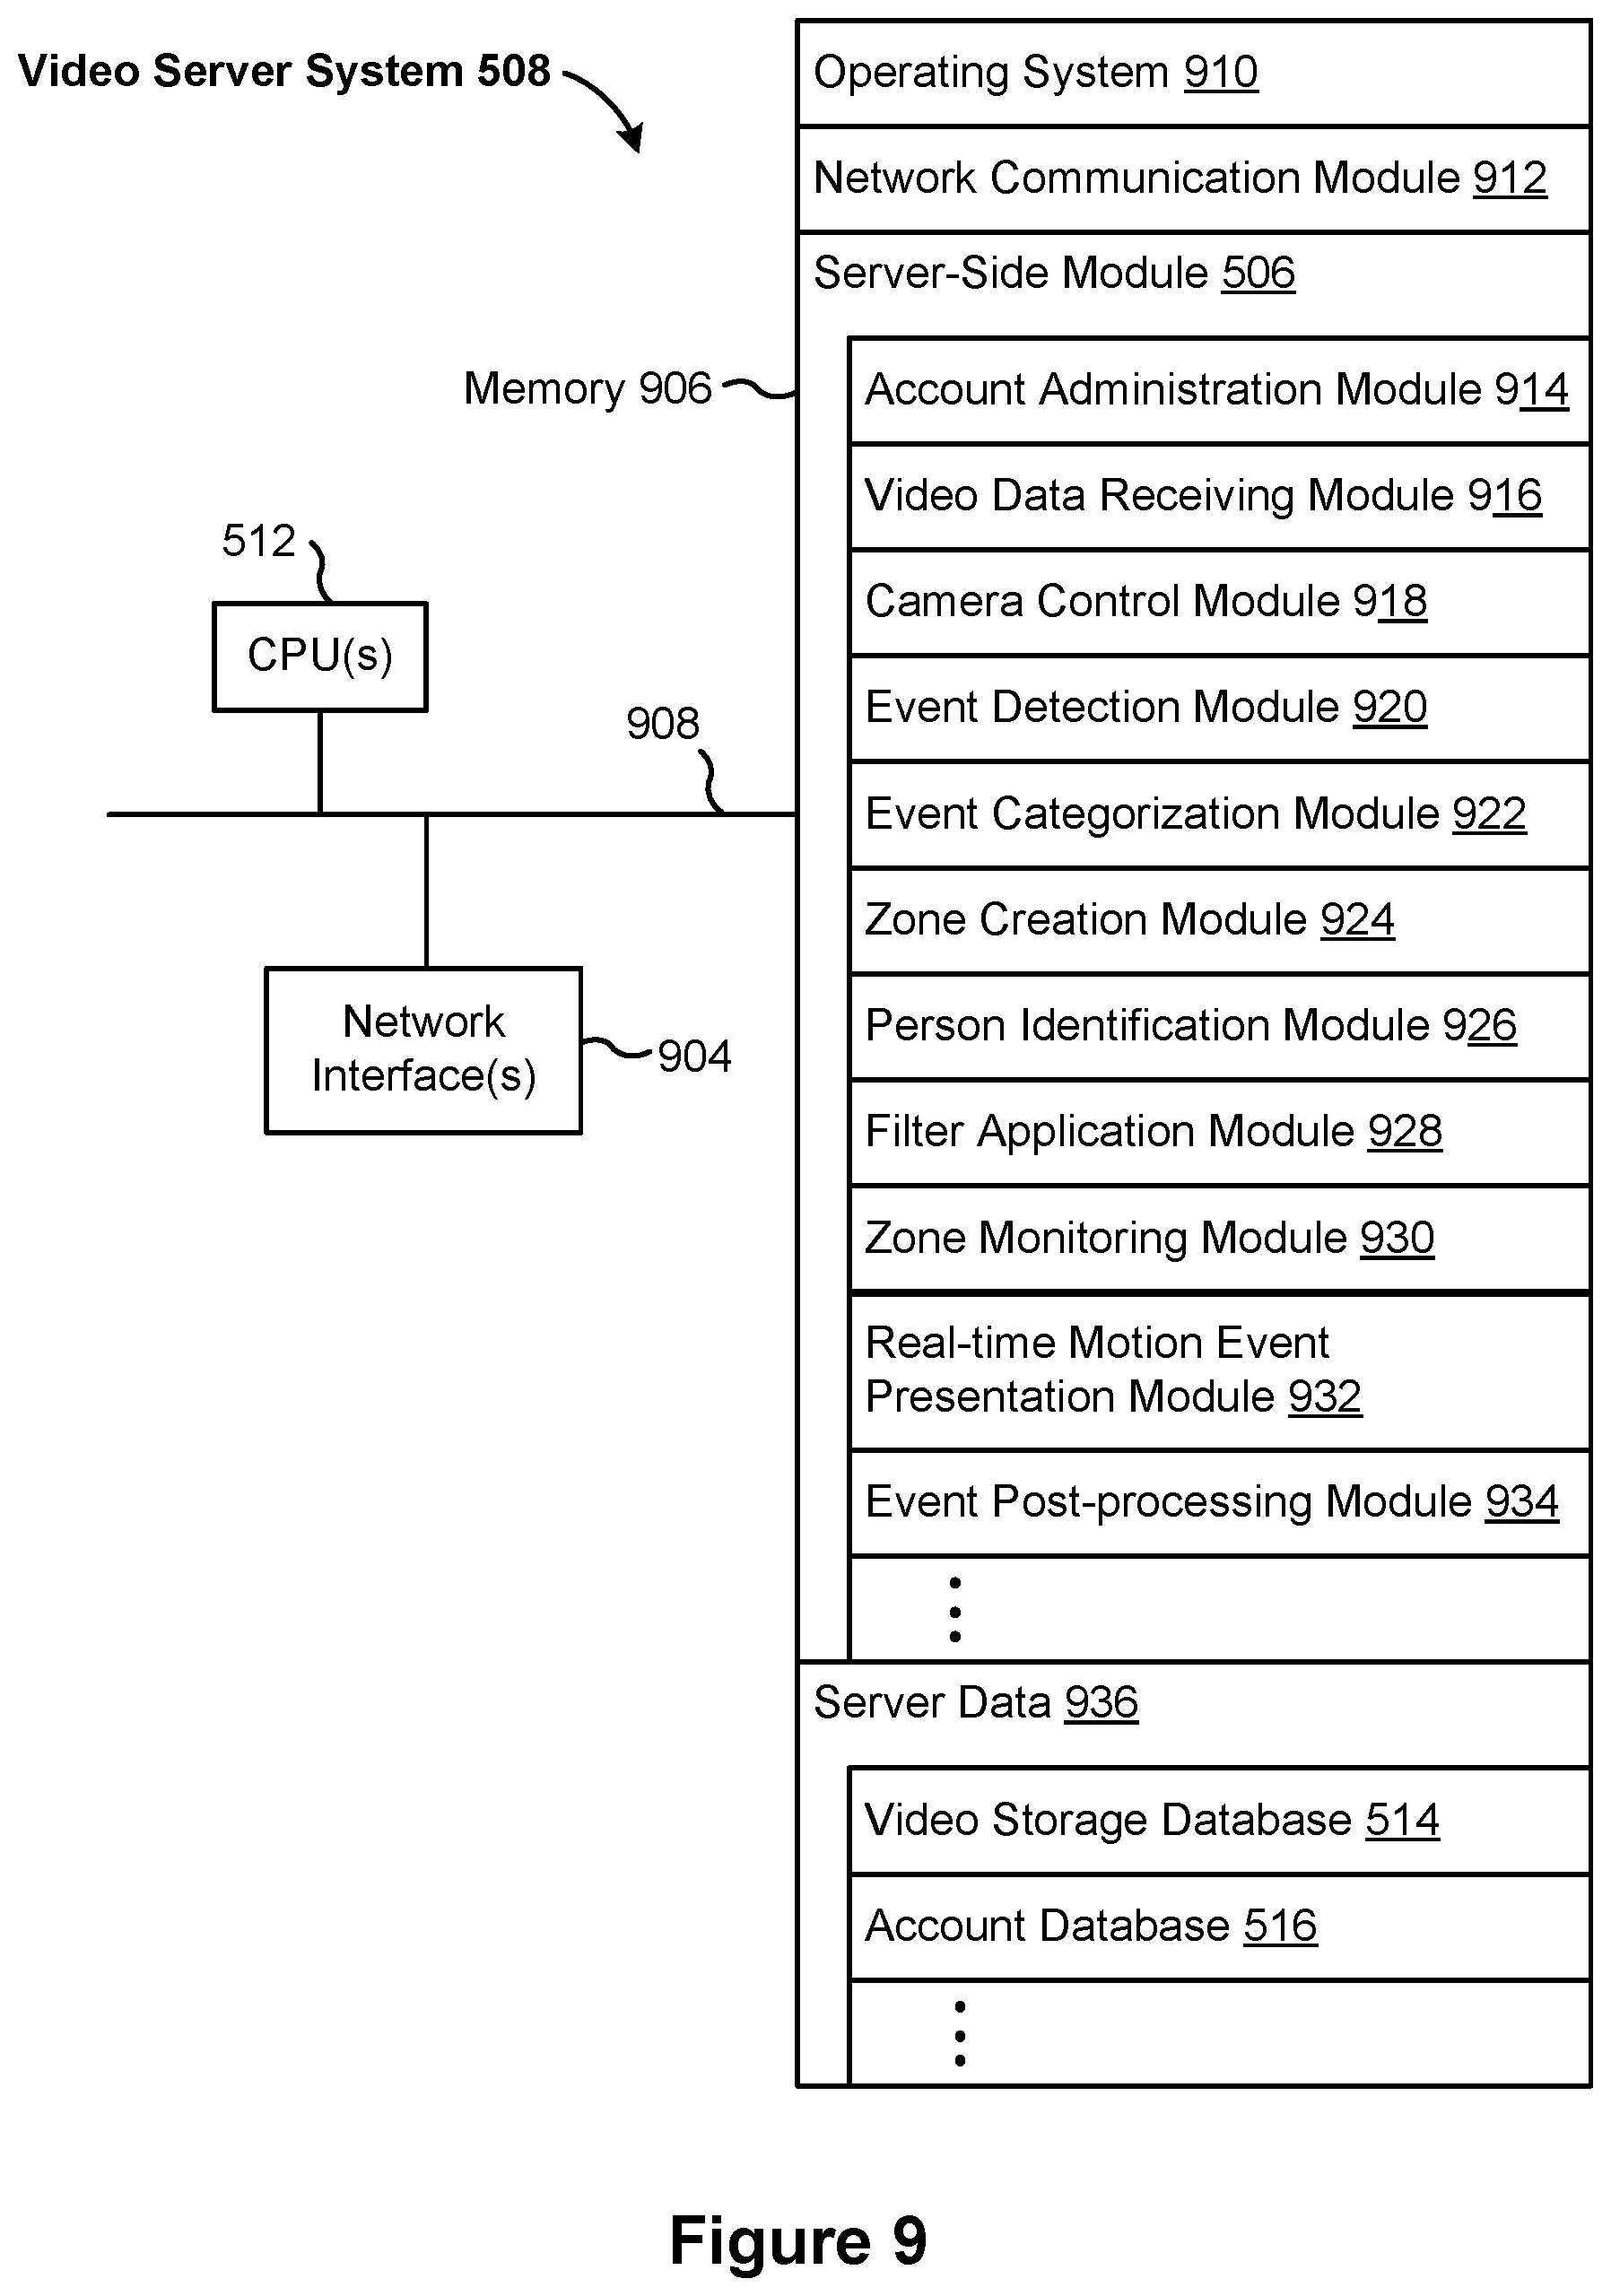 Video Server System 508
Operating System 910
Network Communication Module 912
Server-Side Module 506
Memory 906
Account Administration Module 914
Video Data Receiving Module 916
Camera Control Module 918
Event Detection Module 920
Event Categorization Module 922
Zone Creation Module 924
Person Identification Module 926
Filter Application Module 928
Zone Monitoring Module 930
Real-time Motion Event
Presentation Module 932
Event Post-processing Module 934
Server Data 936
Video Storage Database 514
Account Database 516
512
CPU(s)
908
Network
Interface(s)
904
Figure 9